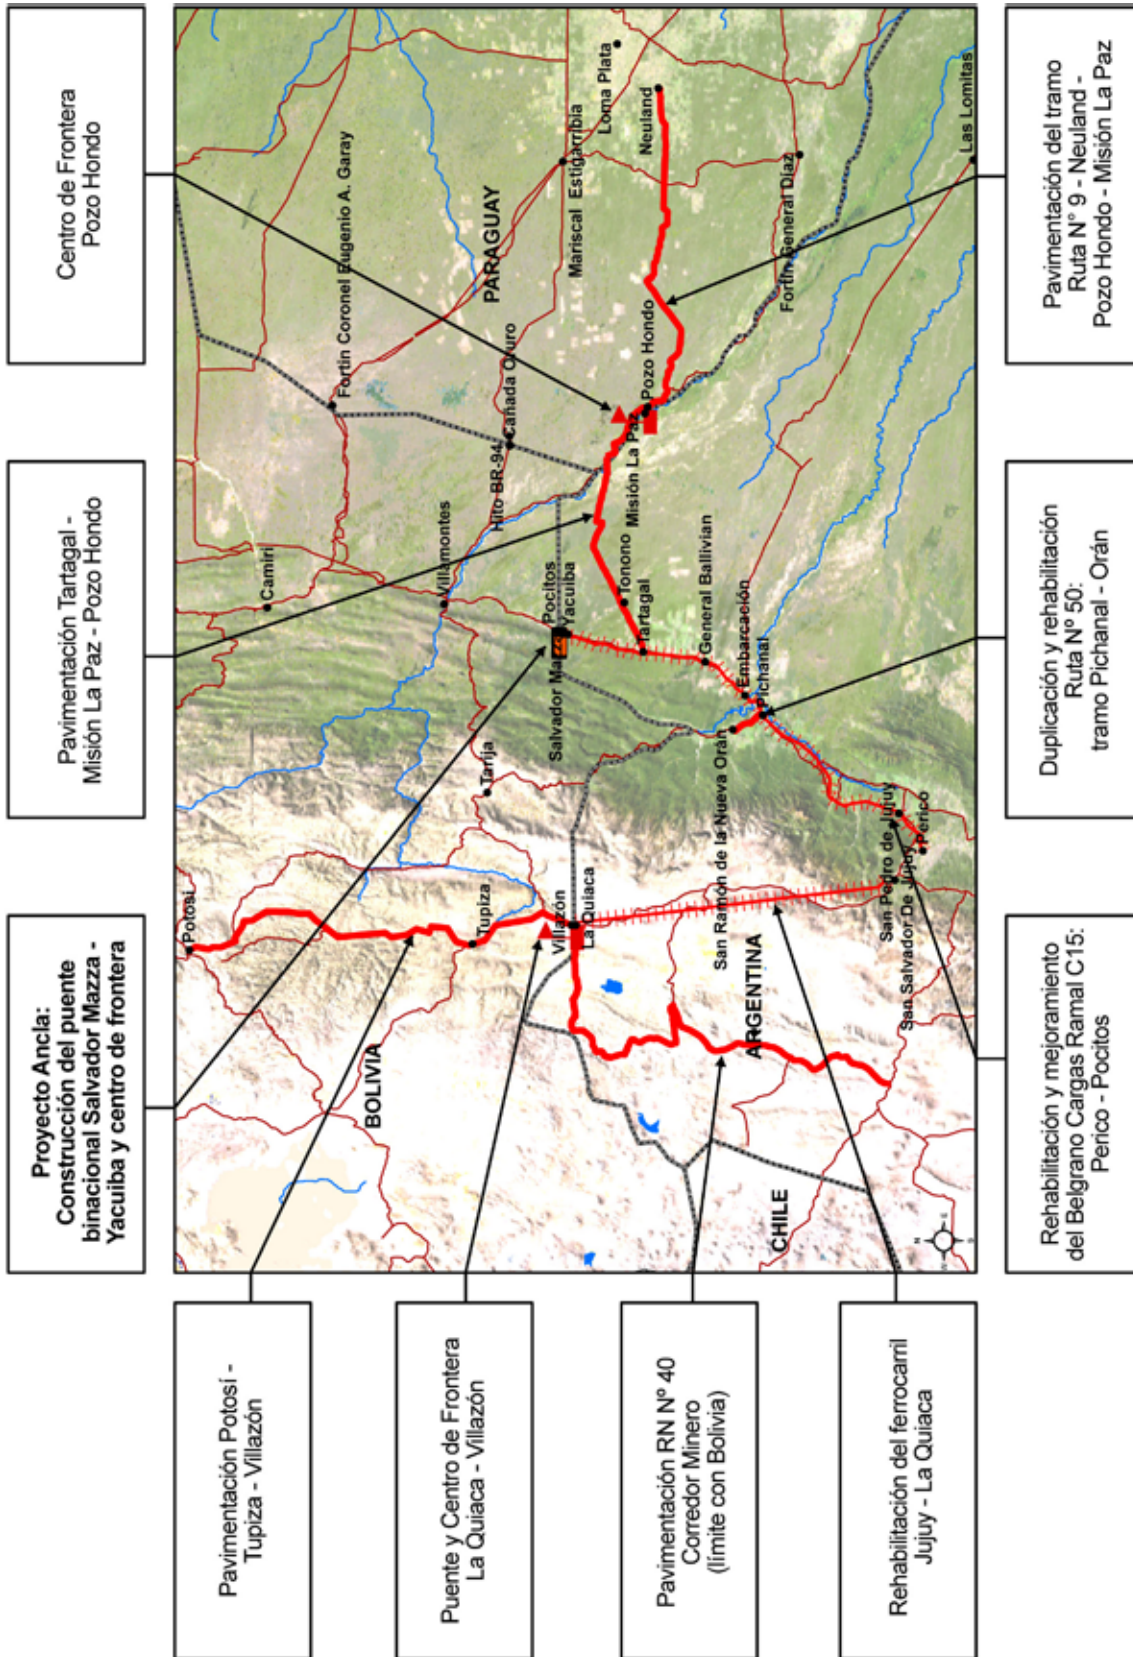 Proyecto Ancla:
Construcción del puente
binacional Salvador Mazza -
Yacuiba y centro de frontera
Pavimentación Tartagal -
Misión La Paz - Pozo Hondo
Centro de Frontera
Pozo Hondo
Pavimentación Potosí -
Tupiza - Villazón
Puente y Centro de Frontera
La Quiaca - Villazón
Pavimentación RN Nº 40
Corredor Minero
(límite con Bolivia)
Rehabilitación del ferrocarril
Jujuy - La Quiaca
Potosí
Camiri
Fortín Coronel Eugenio A. Garay
BOLIVIA
Tupiza
Tarija
Villamontes
Hito BR-94
Cañada Oruro
PARAGUAY
Mariscal Estigarribia
Loma Plata
Neuland
Villazón
La Quiaca
Salvador Mazza
Pocitos
Yacuiba
Tonono
Tartagal
Misión La Paz
Pozo Hondo
General Ballivian
Embarcación
Pichanal
San Ramón de la Nueva Orán
Fortín General Díaz
Las Lomitas
ARGENTINA
CHILE
San Pedro de Jujuy
San Salvador De Jujuy
Perico
N
S
E
Rehabilitación y mejoramiento
del Belgrano Cargas Ramal C15:
Perico - Pocitos
Duplicación y rehabilitación
Ruta Nº 50:
tramo Pichanal - Orán
Pavimentación del tramo
Ruta N° 9 - Neuland -
Pozo Hondo - Misión La Paz